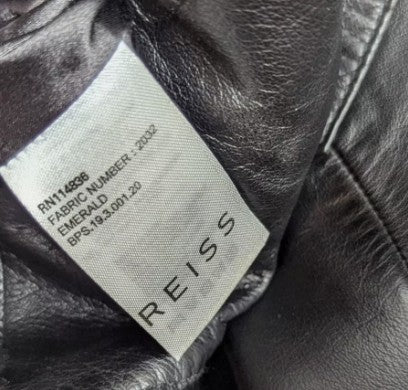 RN114836
FABRIC NUMBER : 2032
EMERALD
BPS.19.3.001.20
REISS